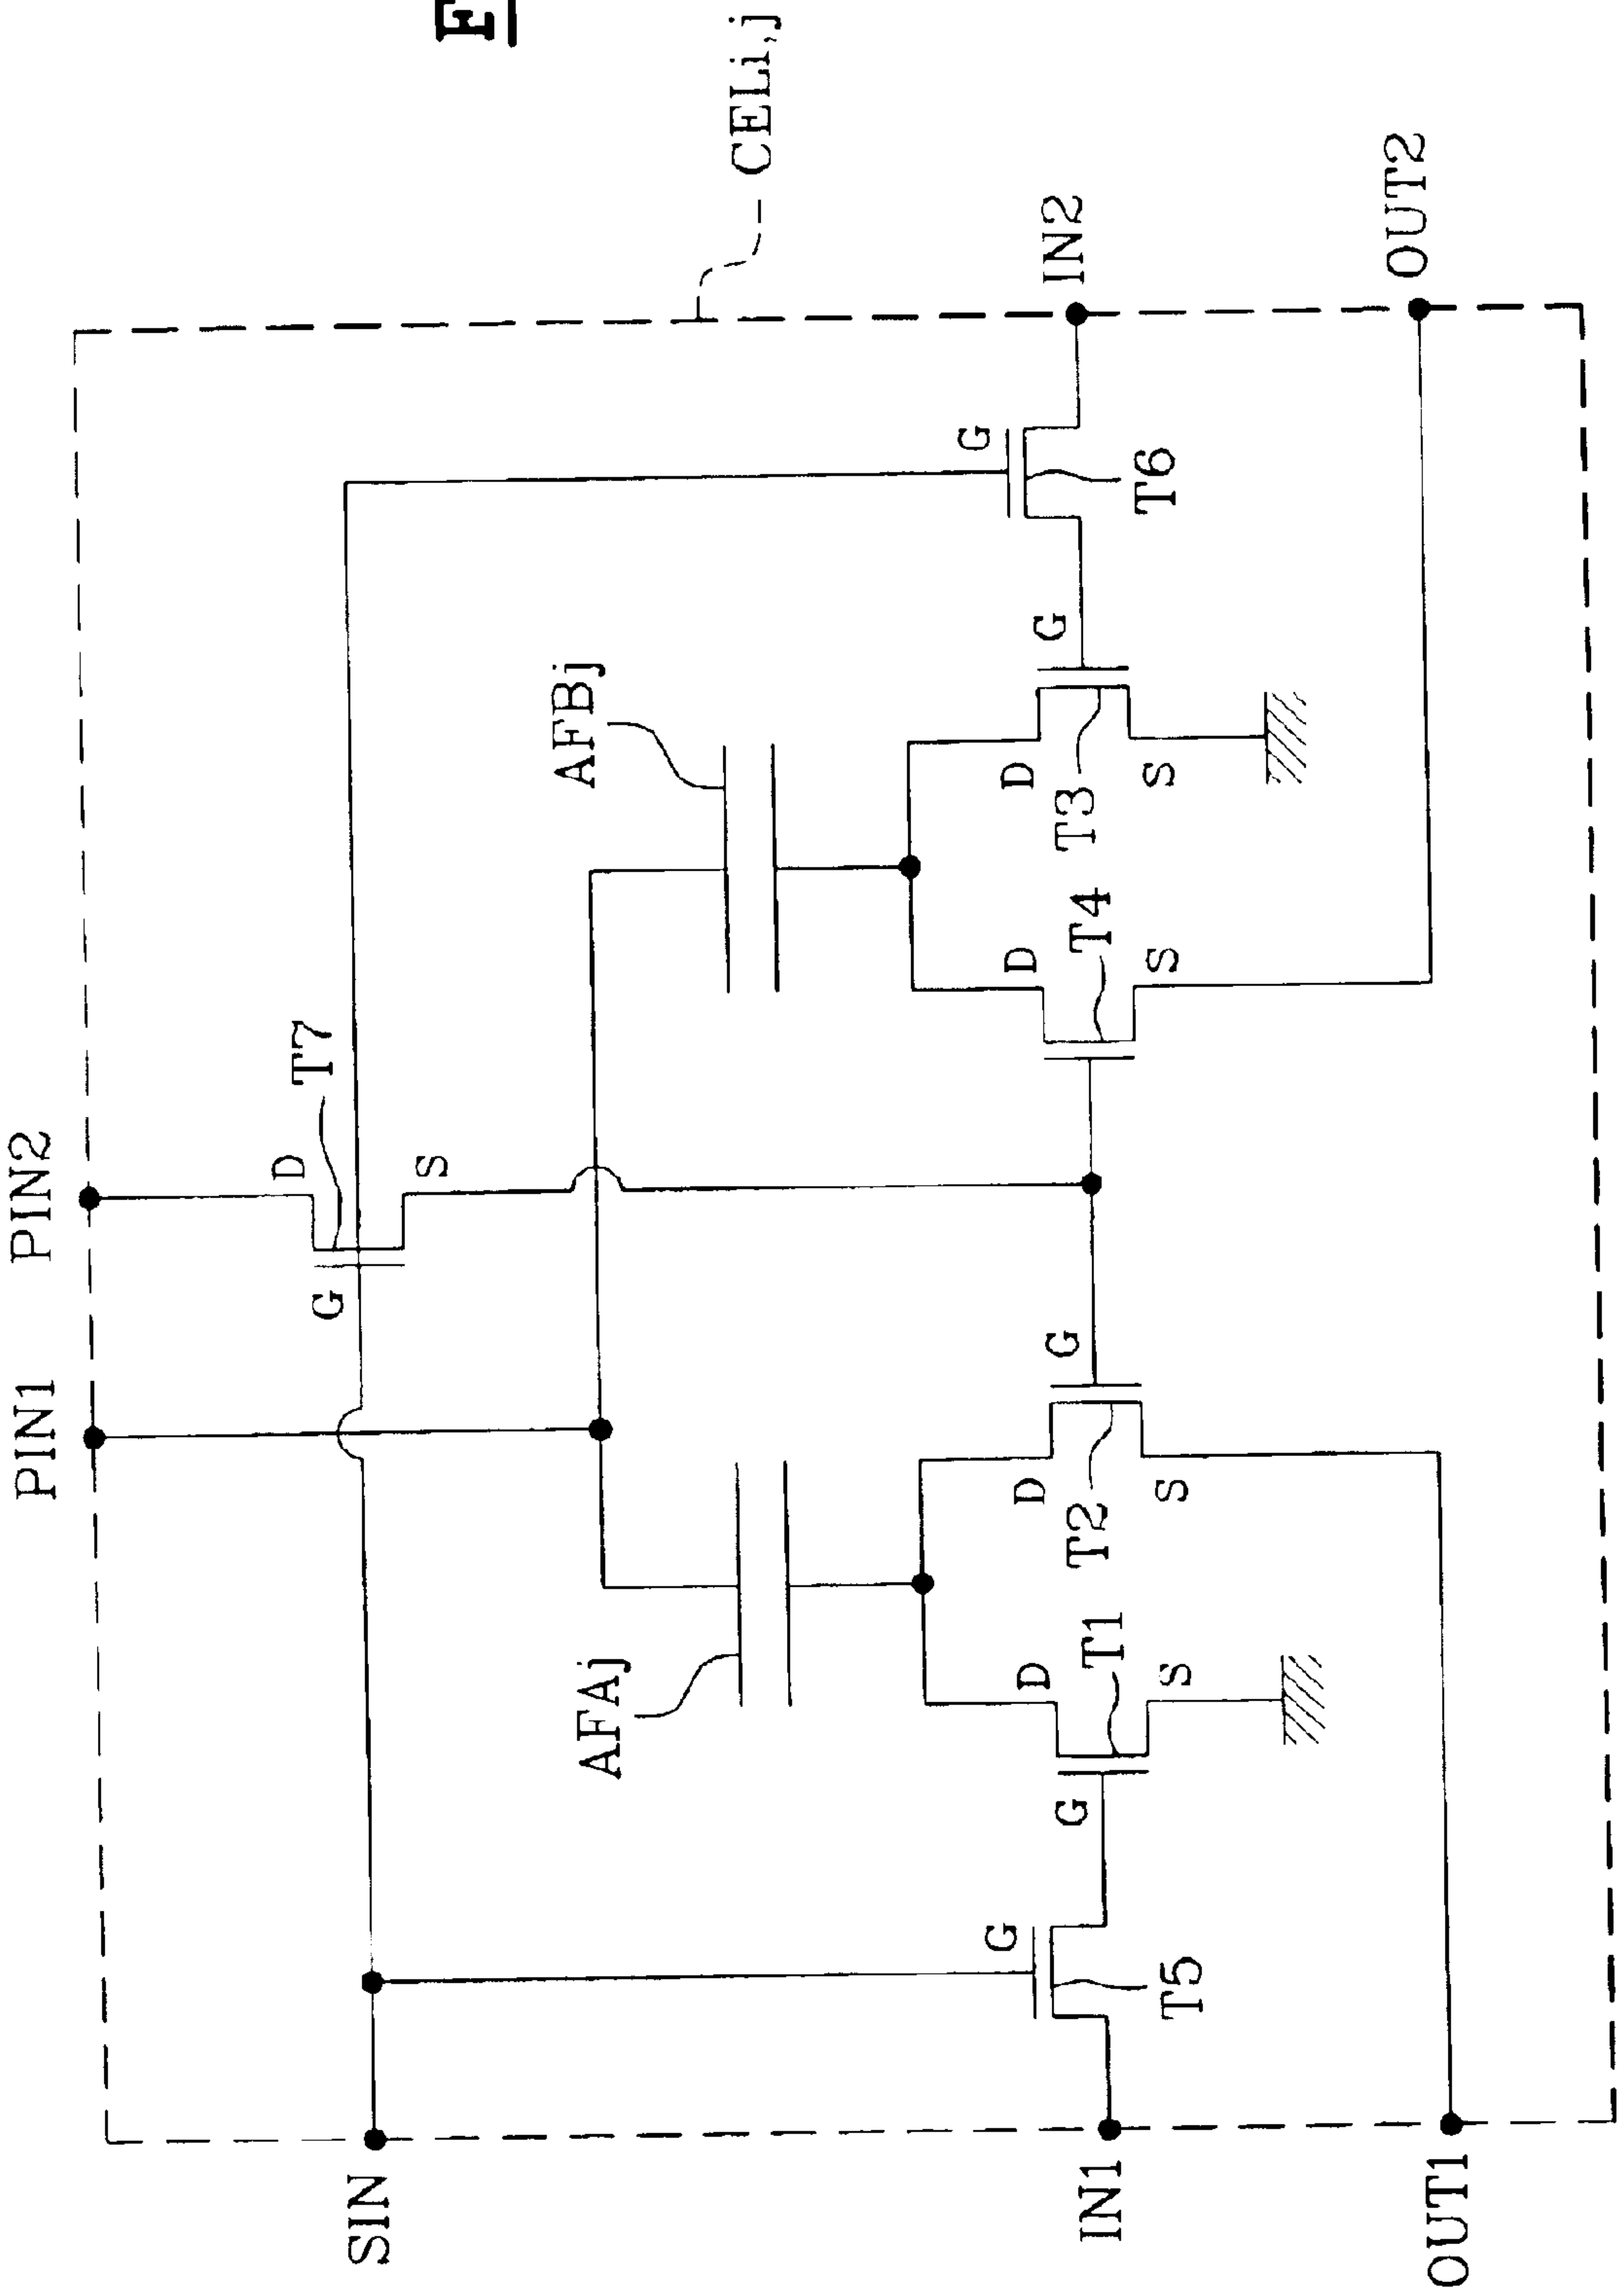 PIN1
PIN2
D
T7
G
SIN
S
AFAj
AFBj
CELi,j
G
G
D
T1
D
D
T4
D
G
IN2
IN1
G
S
T2
G
S
S
T3
S
T5
T6
OUT1
OUT2